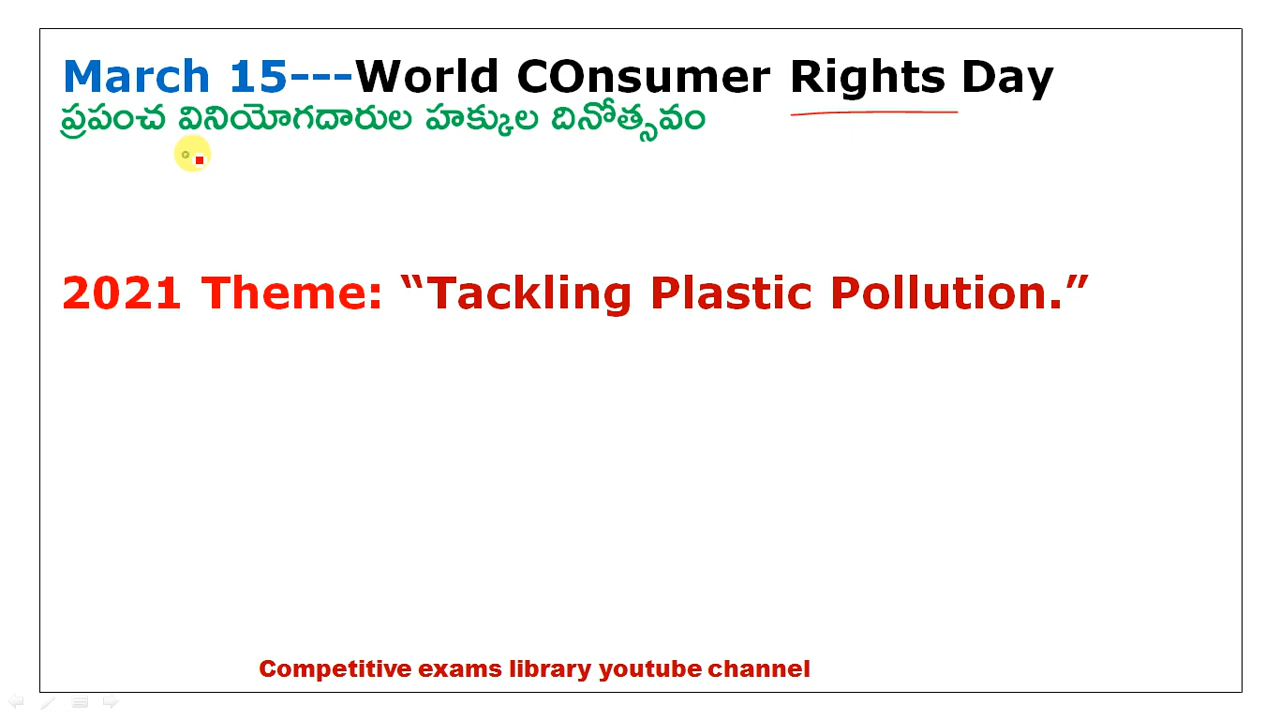 March 15---World COnsumer Rights Day
ప్రపంచ వినియోగదారుల హక్కుల దినోత్సవం
2021 Theme: “Tackling Plastic Pollution.”
Competitive exams library youtube channel